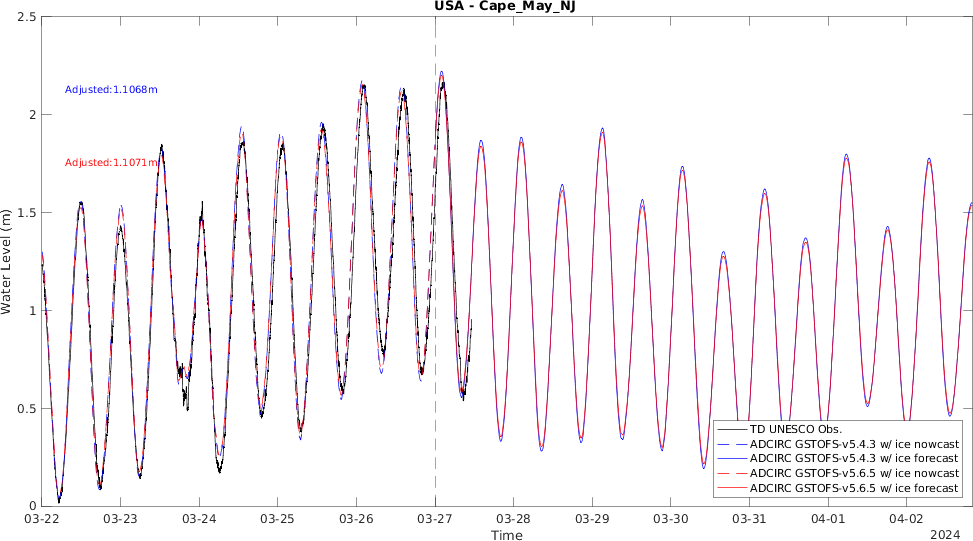 USA - Cape_May_NJ
2.5
2
1.5
1
0.5
0
Water Level (m)
Adjusted:1.1068m
Adjusted:1.1071m
TD UNESCO Obs.
ADCIRC GSTOFS-v5.4.3 w/ ice nowcast
ADCIRC GSTOFS-v5.4.3 w/ ice forecast
ADCIRC GSTOFS-v5.6.5 w/ ice nowcast
ADCIRC GSTOFS-v5.6.5 w/ ice forecast
03-22 03-23 03-24 03-25 03-26 03-27 03-28 03-29 03-30 03-31 04-01 04-02
Time
2024